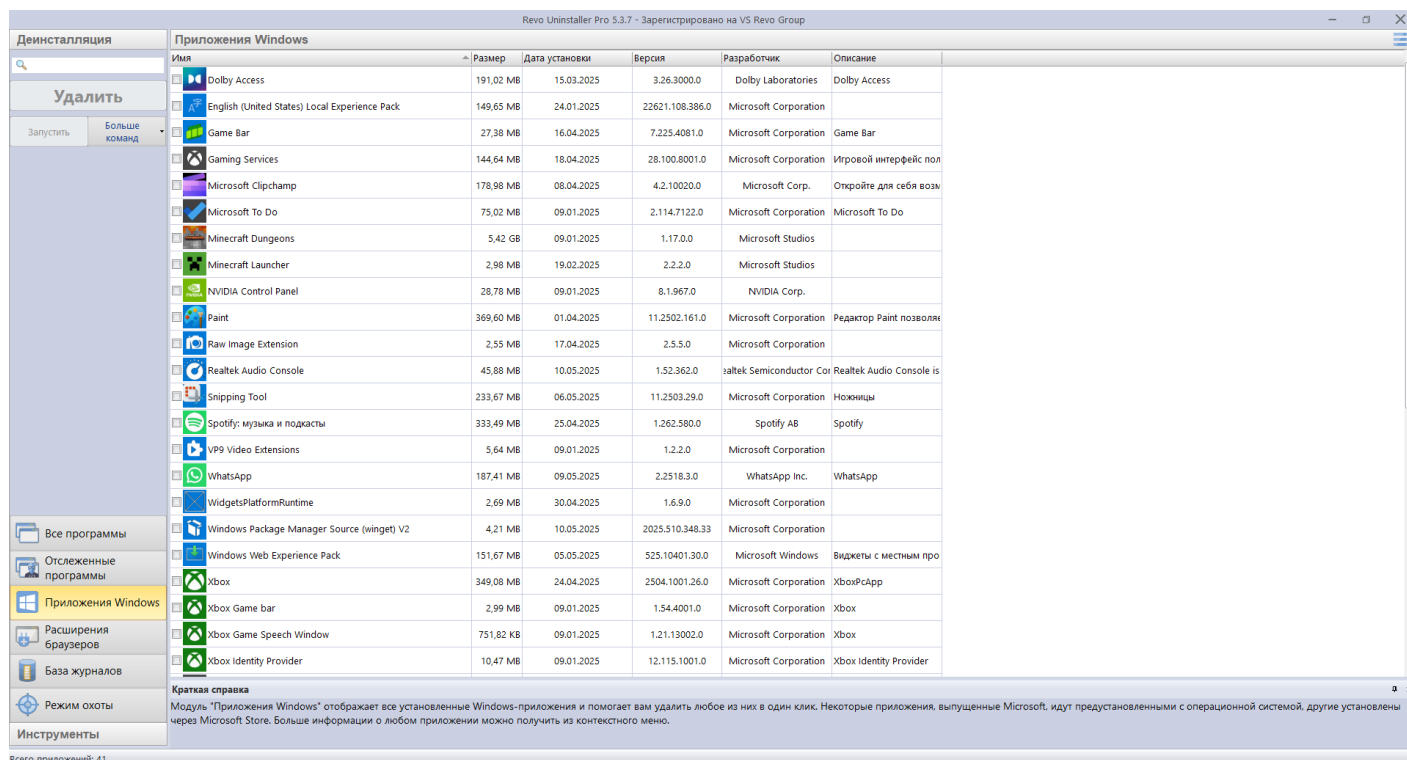 Revo Uninstaller Pro 5.3.7 - Зарегистрировано на VS Revo Group
Деинсталляция
Приложения Windows
Удалить
Запустить
Больше команд
Имя Размер Дата установки Версия Разработчик Описание
Dolby Access 191,02 MB 15.03.2025 3.26.3000.0 Dolby Laboratories Dolby Access
English (United States) Local Experience Pack 149,65 MB 24.01.2025 22621.108.386.0 Microsoft Corporation
Game Bar 27,38 MB 16.04.2025 7.225.4081.0 Microsoft Corporation Game Bar
Gaming Services 144,64 MB 18.04.2025 28.100.8001.0 Microsoft Corporation Игровой интерфейс пол
Microsoft Clipchamp 178,98 MB 08.04.2025 4.2.10020.0 Microsoft Corp. Откройте для себя возм
Microsoft To Do 75,02 MB 09.01.2025 2.114.7122.0 Microsoft Corporation Microsoft To Do
Minecraft Dungeons 5,42 GB 09.01.2025 1.17.0.0 Microsoft Studios
Minecraft Launcher 2,98 MB 19.02.2025 2.2.2.0 Microsoft Studios
NVIDIA Control Panel 28,78 MB 09.01.2025 8.1.967.0 NVIDIA Corp.
Paint 369,60 MB 01.04.2025 11.2502.161.0 Microsoft Corporation Редактор Paint позволяе
Raw Image Extension 2,55 MB 17.04.2025 2.5.5.0 Microsoft Corporation
Realtek Audio Console 45,88 MB 10.05.2025 1.52.362.0 ealtek Semiconductor Cor Realtek Audio Console is
Snipping Tool 233,67 MB 06.05.2025 11.2503.29.0 Microsoft Corporation Ножницы
Spotify: музыка и подкасты 333,49 MB 25.04.2025 1.262.580.0 Spotify AB Spotify
VP9 Video Extensions 5,64 MB 09.01.2025 1.2.2.0 Microsoft Corporation
WhatsApp 187,41 MB 09.05.2025 2.2518.3.0 WhatsApp Inc. WhatsApp
WidgetsPlatformRuntime 2,69 MB 30.04.2025 1.6.9.0 Microsoft Corporation
Windows Package Manager Source (winget) V2 4,21 MB 10.05.2025 2025.510.348.33 Microsoft Corporation
Windows Web Experience Pack 151,67 MB 05.05.2025 525.10401.30.0 Microsoft Windows Виджеты с местным про
Xbox 349,08 MB 24.04.2025 2504.1001.26.0 Microsoft Corporation XboxPcApp
Xbox Game bar 2,99 MB 09.01.2025 1.54.4001.0 Microsoft Corporation Xbox
Xbox Game Speech Window 751,82 KB 09.01.2025 1.21.13002.0 Microsoft Corporation Xbox
Xbox Identity Provider 10,47 MB 09.01.2025 12.115.1001.0 Microsoft Corporation Xbox Identity Provider
Все программы
Отслеженные
программы
Приложения Windows
Расширения
браузеров
База журналов
Режим охоты
Инструменты
Краткая справка
Модуль "Приложения Windows" отображает все установленные Windows-приложения и помогает вам удалить любое из них в один клик. Некоторые приложения, выпущенные Microsoft, идут предустановленными с операционной системой, другие установлены
через Microsoft Store. Больше информации о любом приложении можно получить из контекстного меню.
Всего приложений: 41